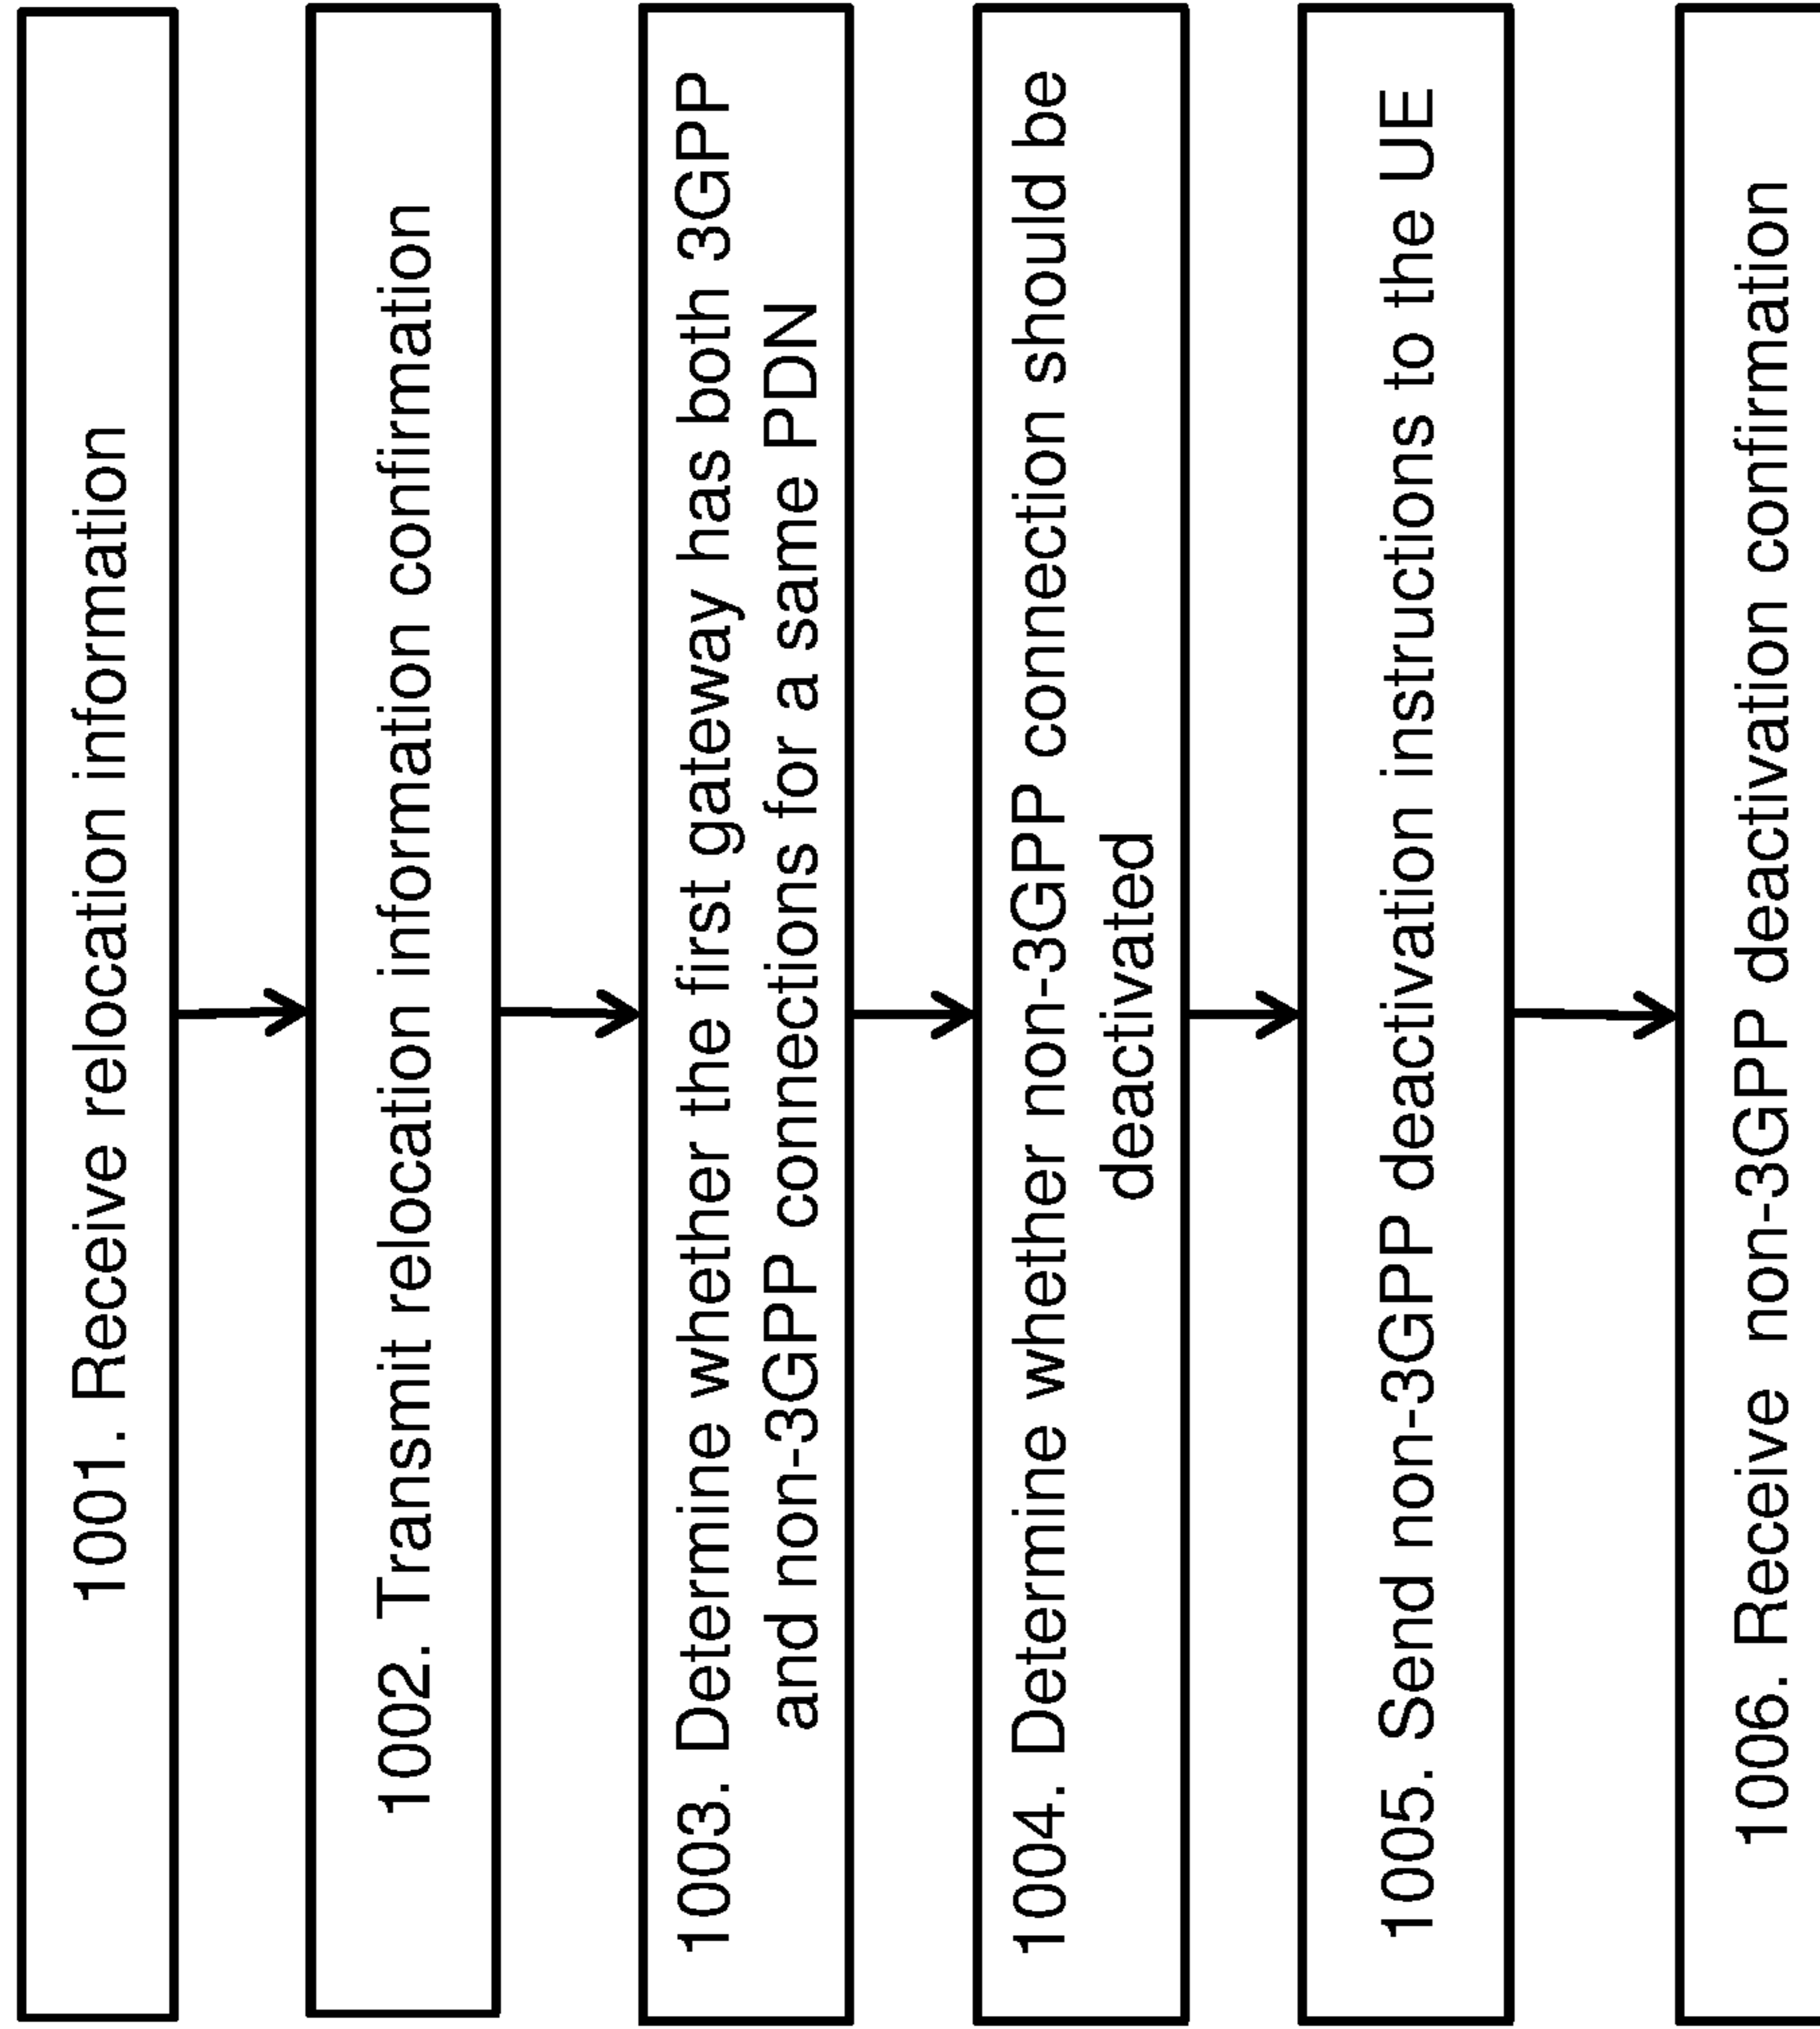 1001. Receive relocation information
1002. Transmit relocation information confirmation
1003. Determine whether the first gateway has both 3GPP
and non-3GPP connections for a same PDN
1004. Determine whether non-3GPP connection should be
deactivated
1005. Send non-3GPP deactivation instructions to the UE
1006. Receive non-3GPP deactivation confirmation